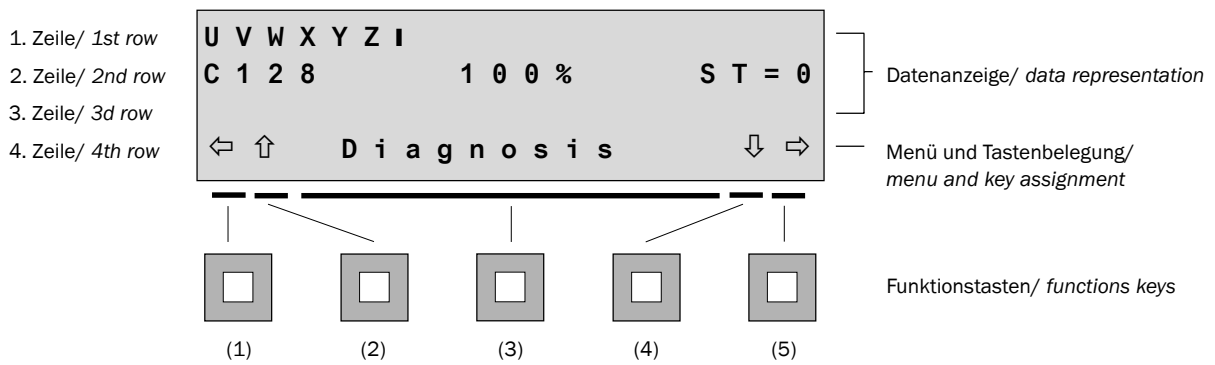 1. Zeile/ 1st row
U V W X Y Z I
2. Zeile/ 2nd row
C 1 2 8 1 0 0 % S T = 0
Datenanzeige/ data representation
3. Zeile/ 3d row
4. Zeile/ 4th row
⇦ ⇧ D i a g n o s i s ⇩ ⇨
Menü und Tastenbelegung/
menu and key assignment
Funktionstasten/ functions keys
(1) (2) (3) (4) (5)